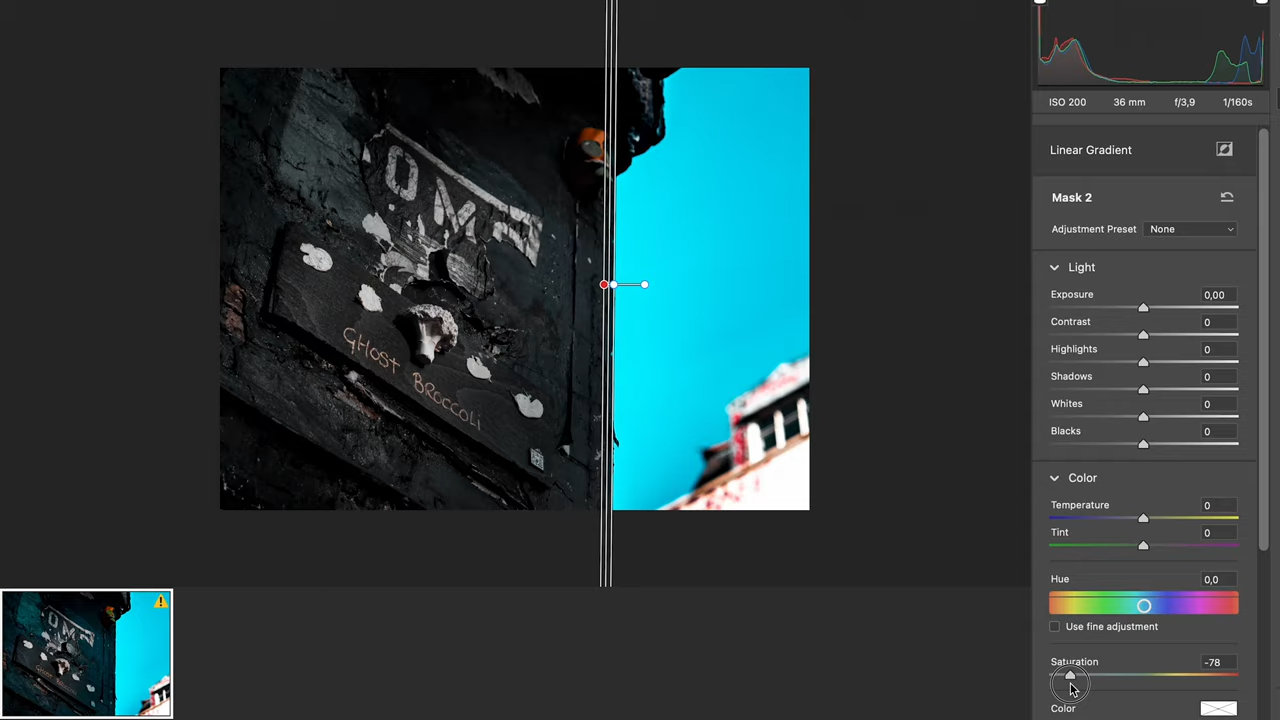 ISO 200 36 mm f/3,9 1/160s
Linear Gradient
Mask 2
Adjustment Preset None
Light
Exposure 0,00
Contrast 0
Highlights 0
Shadows 0
Whites 0
Blacks 0
Color
Temperature 0
Tint 0
Hue 0,0
Use fine adjustment
Saturation -78
Color
OMA
GHOST BROCCOLI